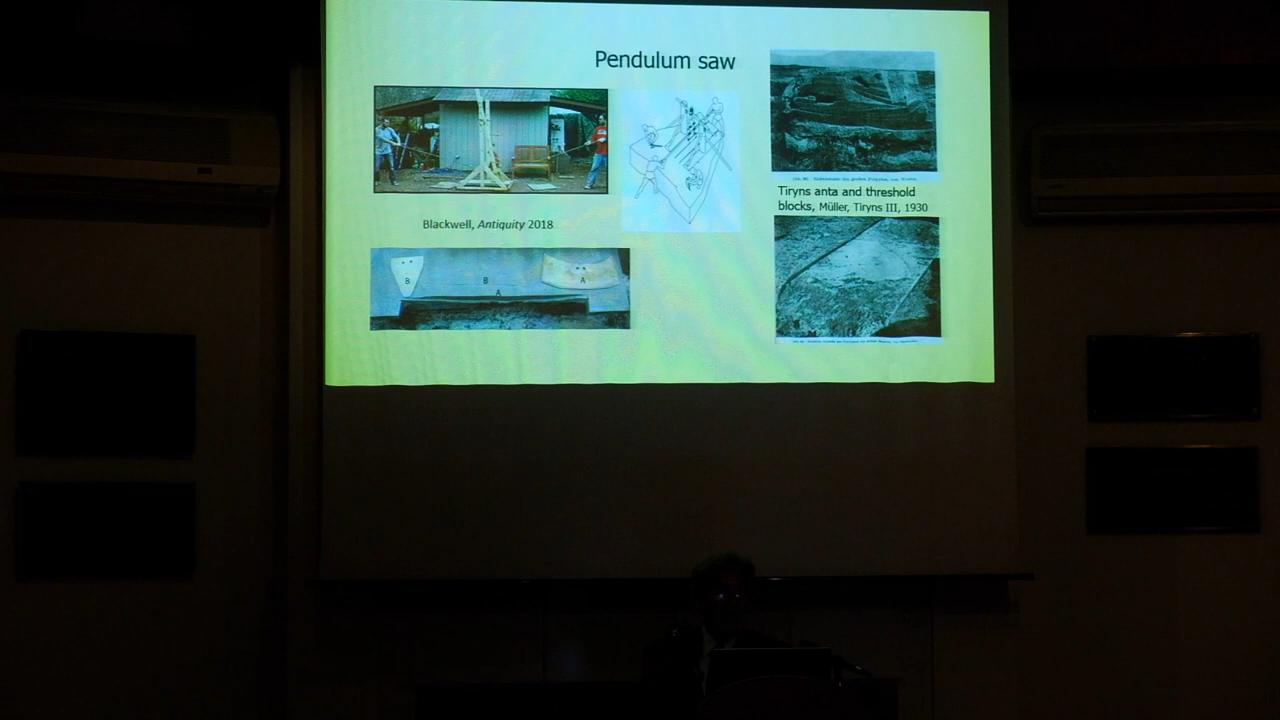 Pendulum saw
Blackwell, Antiquity 2018
B
B
A
A
Tiryns anta and threshold
blocks, Müller, Tiryns III, 1930